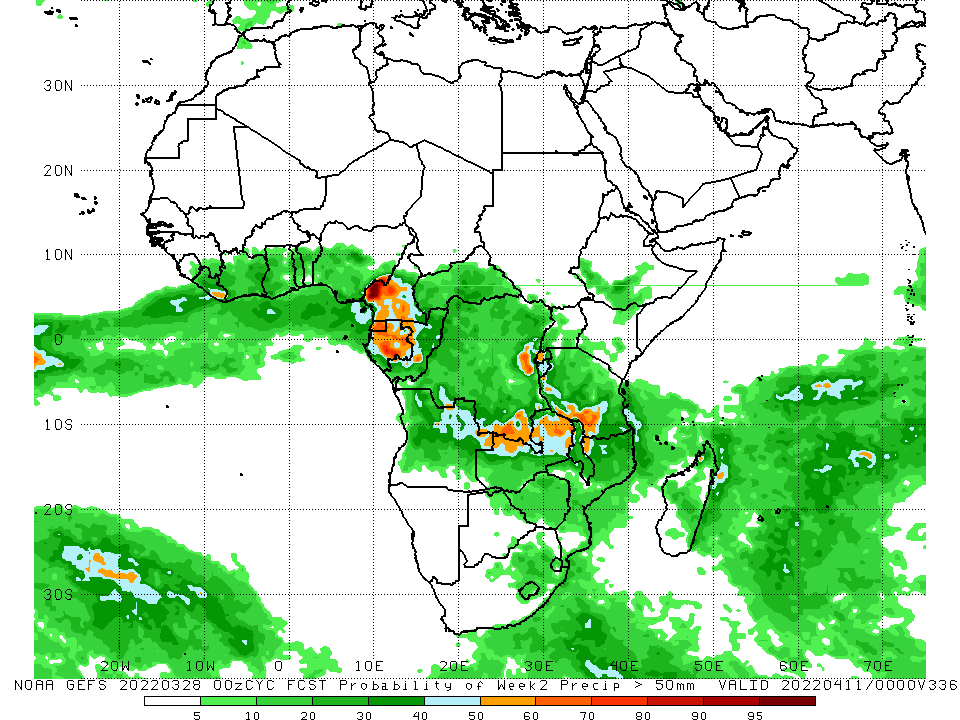 30N
20N
10N
0
10S
20S
30S
20W 10W 0 10E 20E 30E 40E 50E 60E 70E
NOAA GEFS 20220328 00zCYC FCST Probability of Week2 Precip > 50mm VALID 20220411/0000V336
5 10 20 30 40 50 60 70 80 90 95